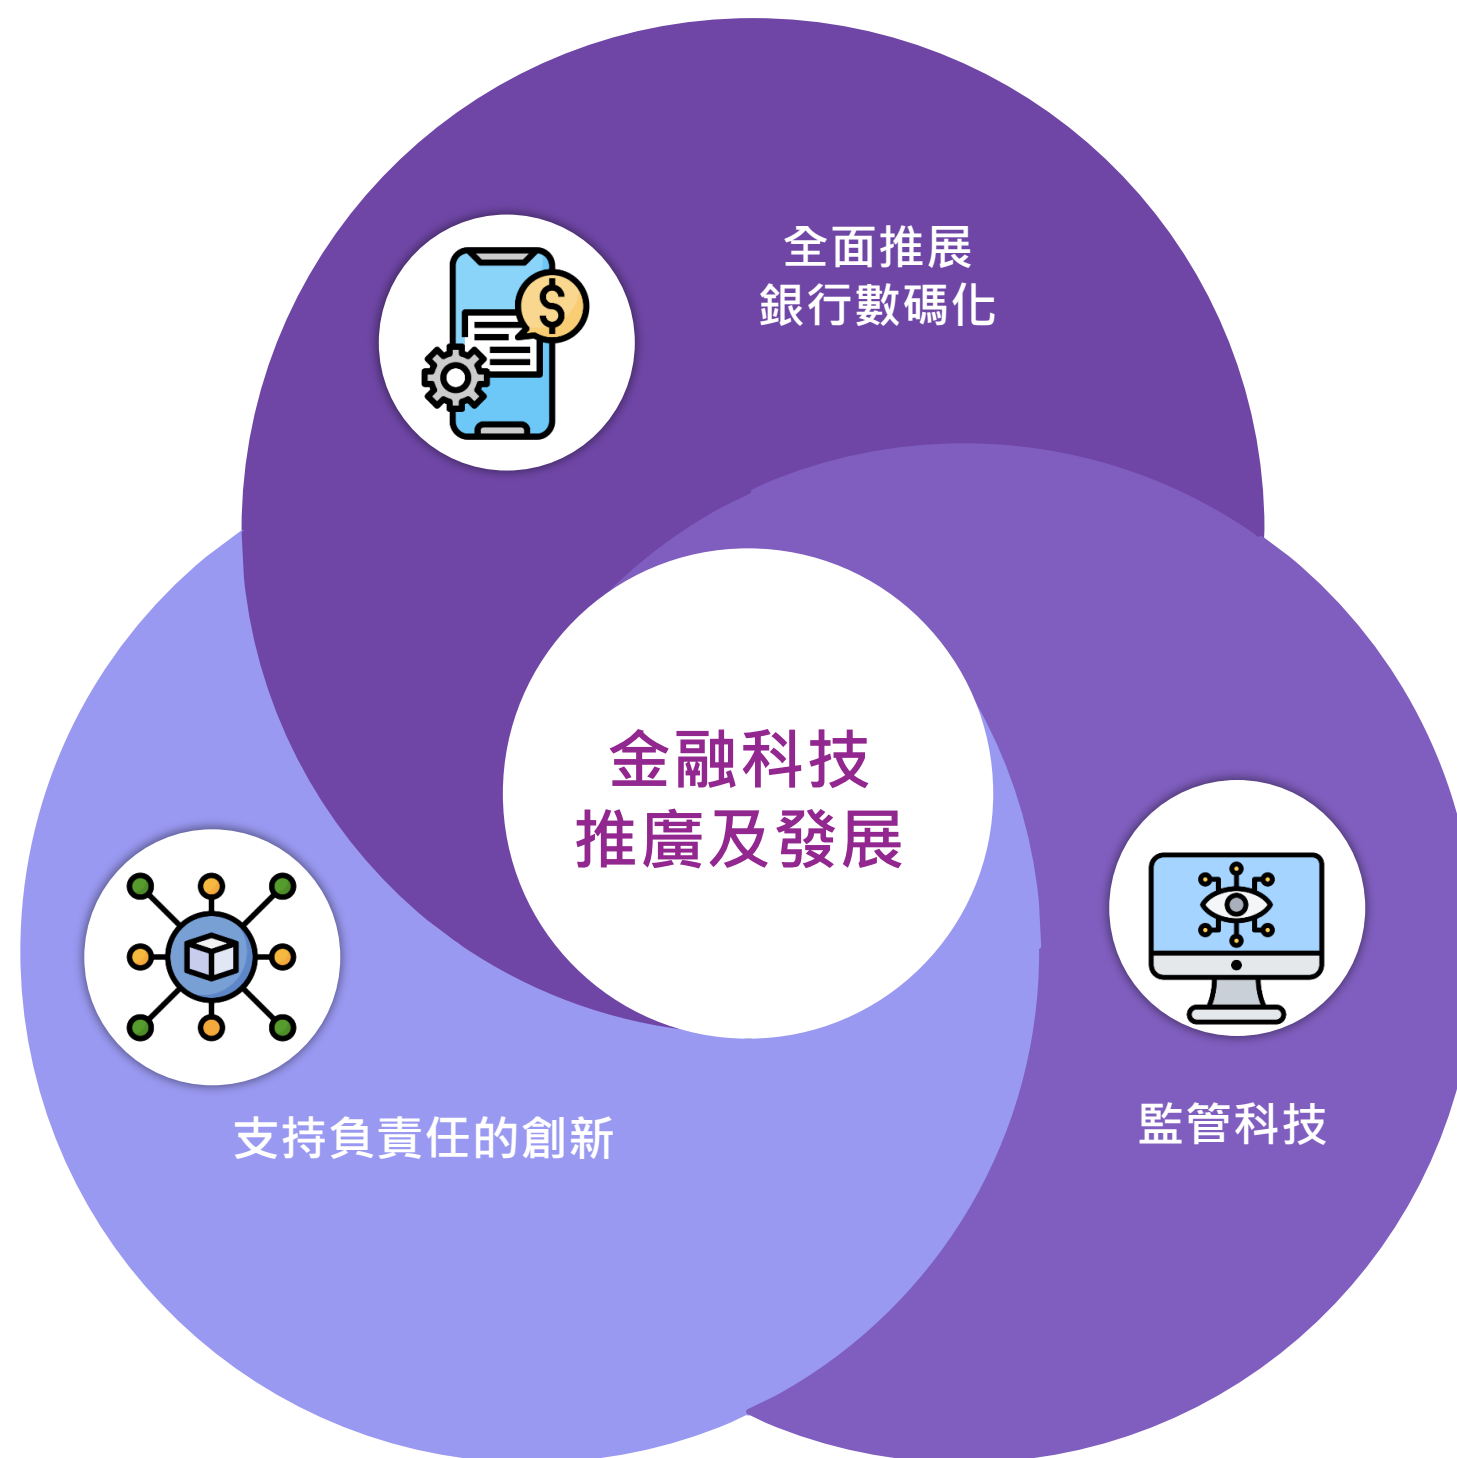 全面推展
銀行數碼化
金融科技
推廣及發展
支持負責任的創新
監管科技